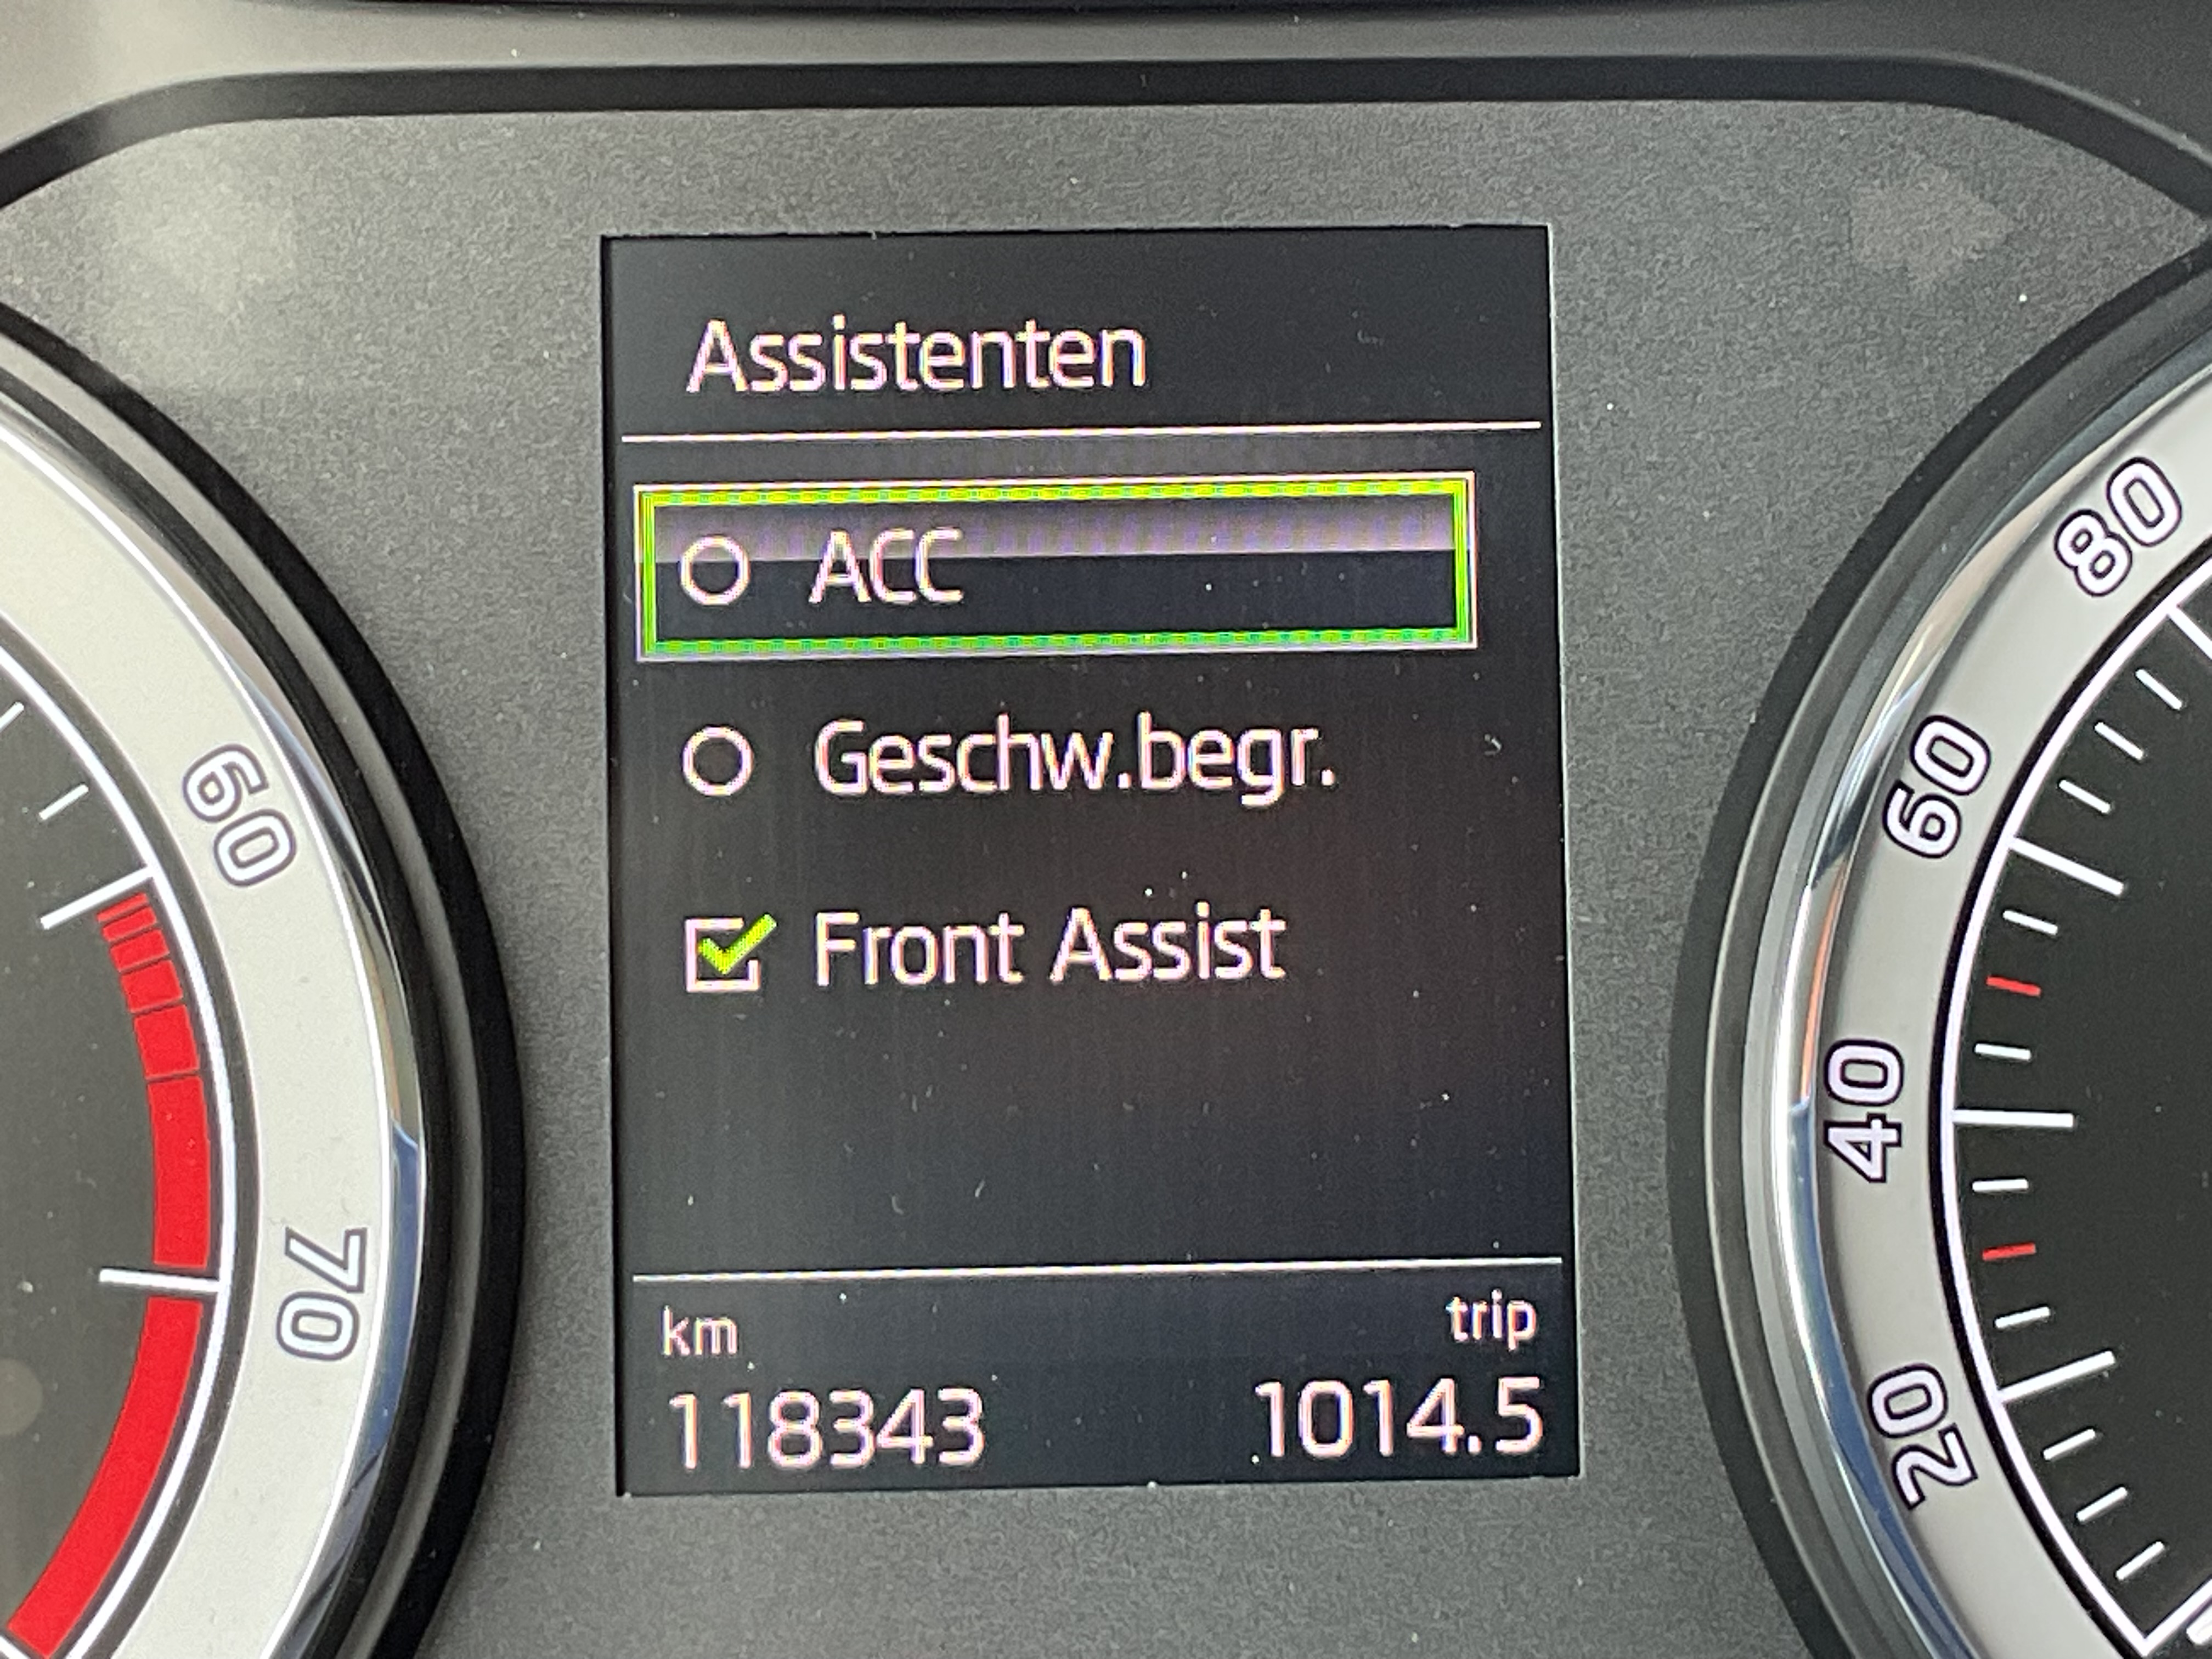 Assistenten
ACC
Geschw.begr.
Front Assist
km trip
118343 1014.5
60
70
80
60
40
20